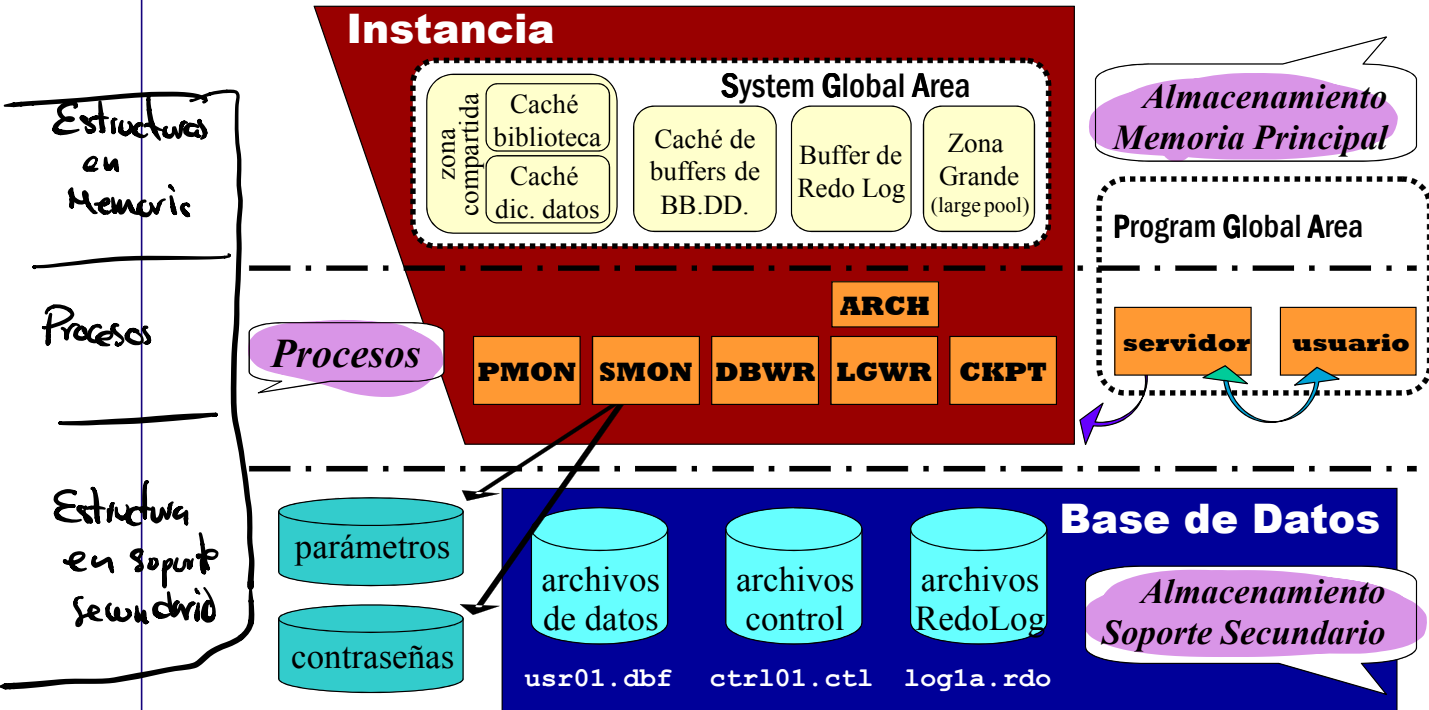 Instancia
System Global Area
zona
compartida
Caché
biblioteca
Caché
dic. datos
Caché de
buffers de
BB.DD.
Buffer de
Redo Log
Zona
Grande
(large pool)
Almacenamiento
Memoria Principal
Program Global Area
Estructuras
en
Memoria
Procesos
Procesos
ARCH
PMON
SMON
DBWR
LGWR
CKPT
servidor
usuario
Estructura
en soporte
secundario
parámetros
contraseñas
Base de Datos
archivos
de datos
archivos
control
archivos
RedoLog
usr01.dbf
ctrl01.ctl
log1a.rdo
Almacenamiento
Soporte Secundario